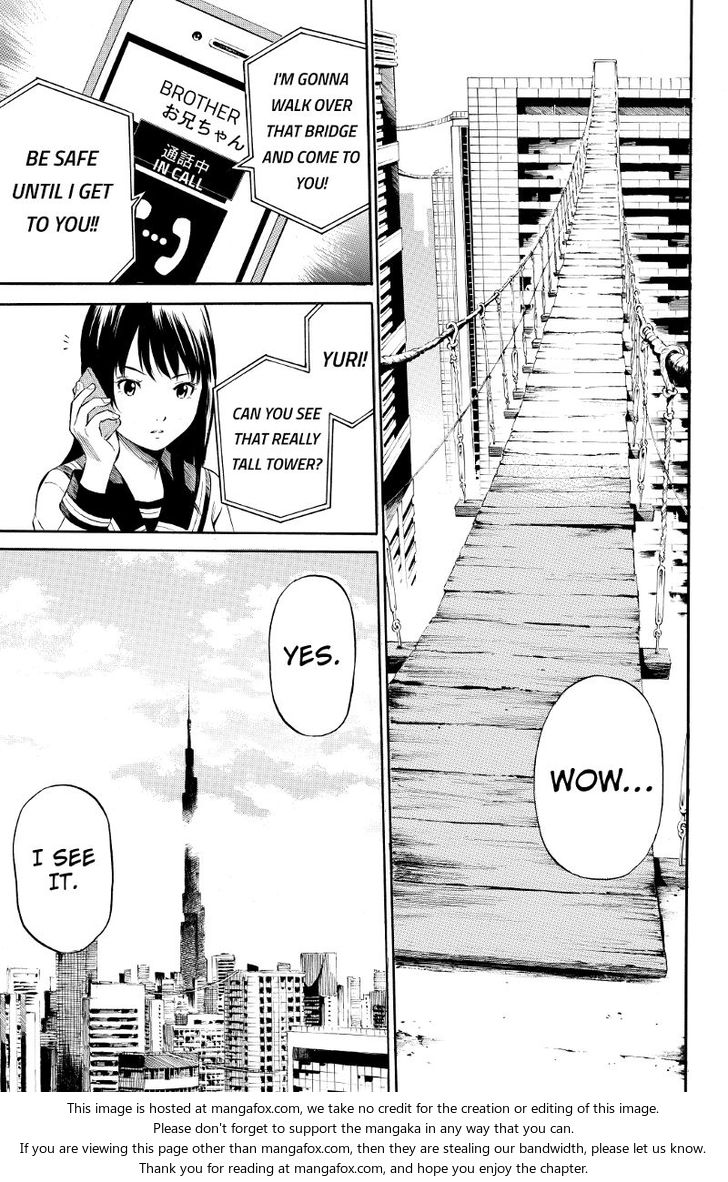 WOW...
I'M GONNA
WALK OVER
THAT BRIDGE
AND COME TO
YOU!
BROTHER
お兄ちゃん
通話中
IN CALL
BE SAFE
UNTIL I GET
TO YOU!!
YURI!
CAN YOU SEE
THAT REALLY
TALL TOWER?
YES.
I SEE
IT.
This image is hosted at mangafox.com, we take no credit for the creation or editing of this image.
Please don't forget to support the mangaka in any way that you can.
If you are viewing this page other than mangafox.com, then they are stealing our bandwidth, please let us know.
Thank you for reading at mangafox.com, and hope you enjoy the chapter.